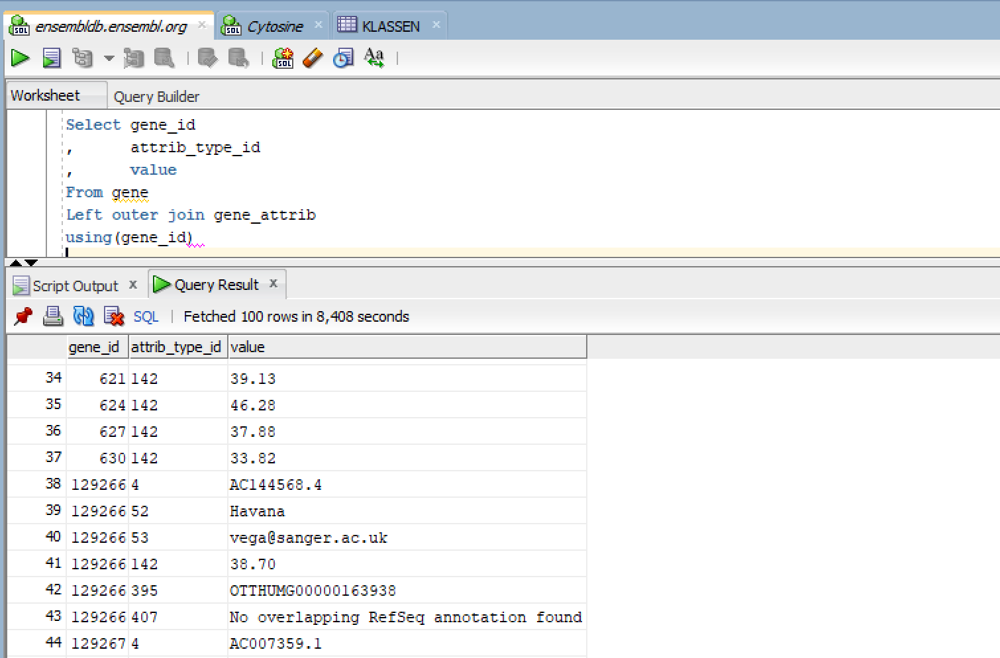 ensembldb.ensembl.org Cytosine KLASSEN
SQL SQL SQL Aa
Worksheet Query Builder
Select gene_id
, attrib_type_id
, value
From gene
Left outer join gene_attrib
using(gene_id)
Script Output x Query Result x
SQL | Fetched 100 rows in 8,408 seconds
gene_id attrib_type_id value
34 621 142 39.13
35 624 142 46.28
36 627 142 37.88
37 630 142 33.82
38 129266 4 AC144568.4
39 129266 52 Havana
40 129266 53 vega@sanger.ac.uk
41 129266 142 38.70
42 129266 395 OTTHUMG00000163938
43 129266 407 No overlapping RefSeq annotation found
44 129267 4 AC007359.1